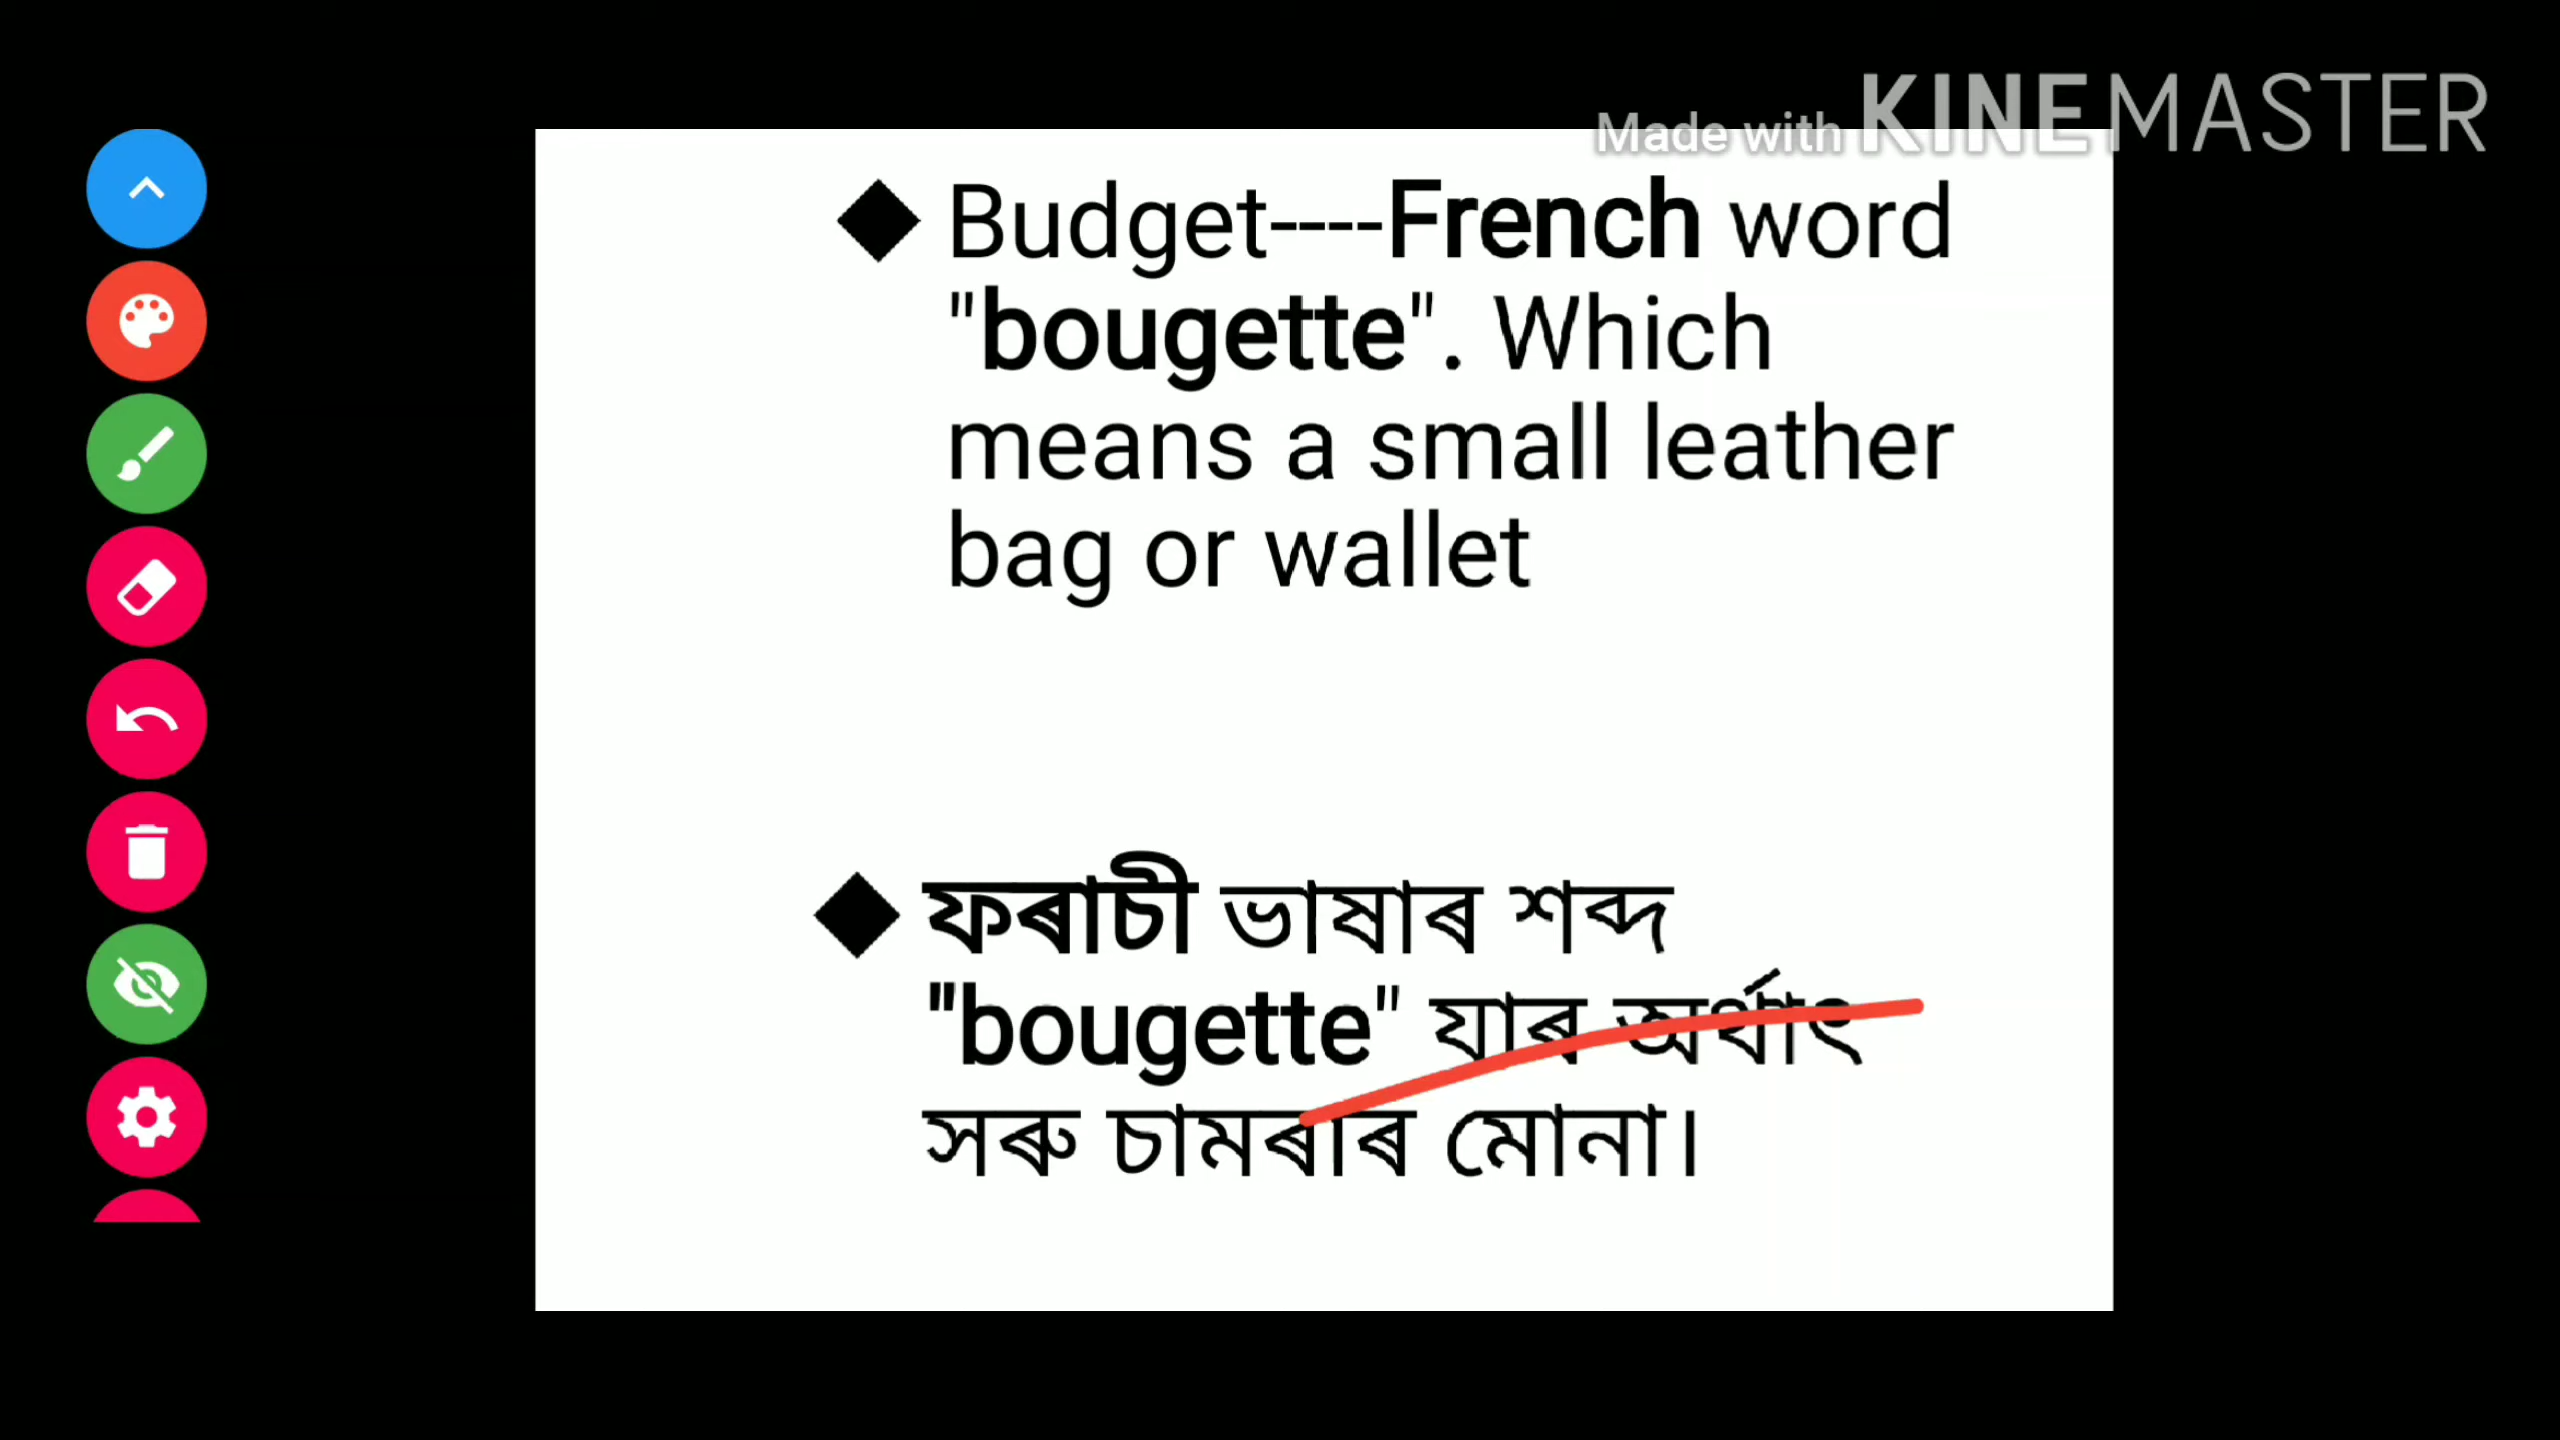 Made with KINEMASTER
◆ Budget----French word
"bougette". Which
means a small leather
bag or wallet
◆ ফৰাচী ভাষাৰ শব্দ
"bougette" যাৰ অৰ্থাৎ
সৰু চামৰাৰ মোনা।